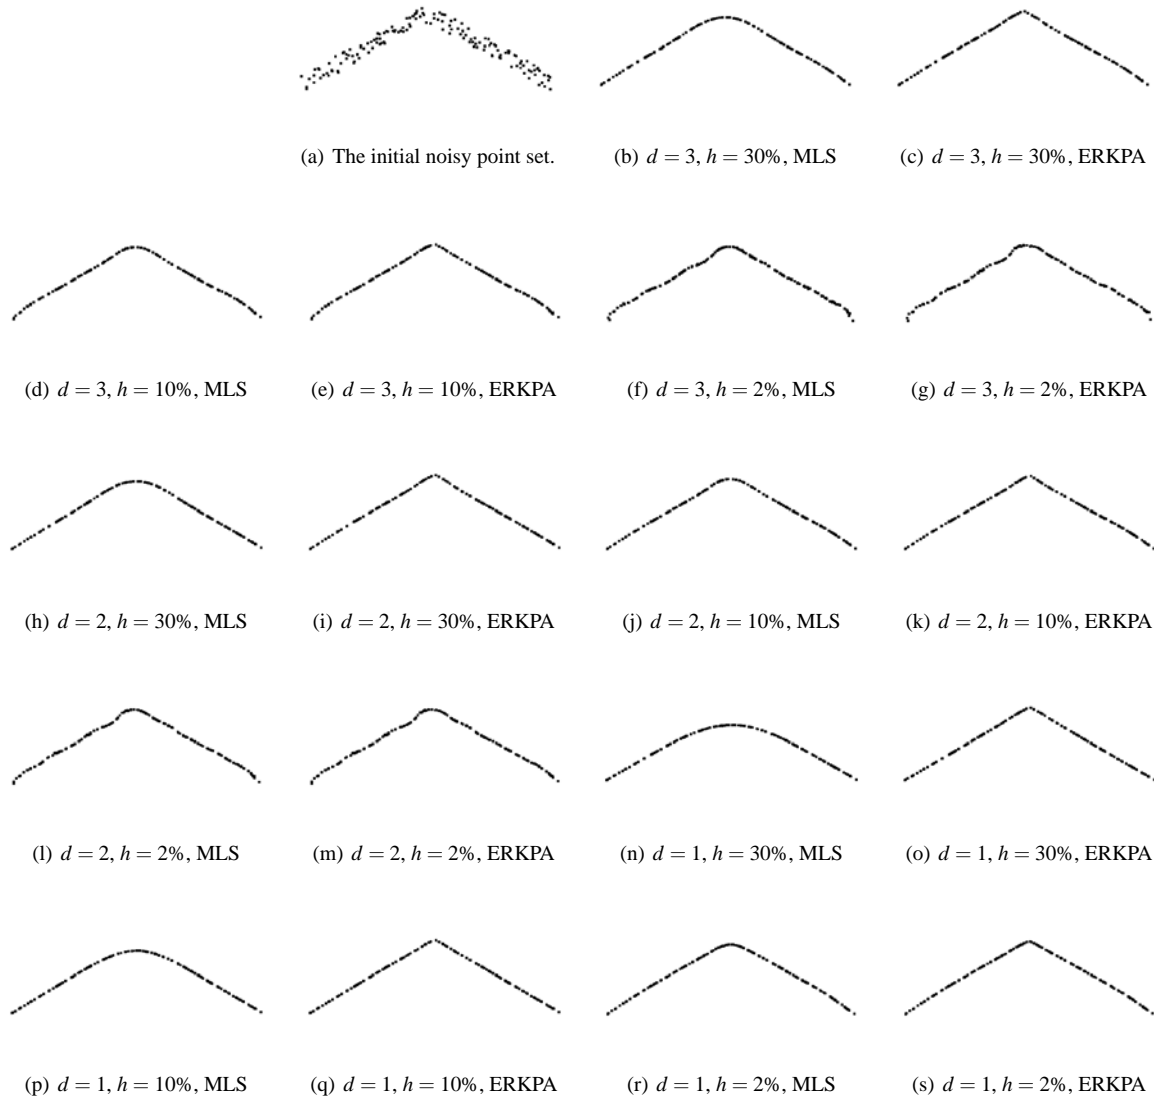 (a) The initial noisy point set.
(b) d = 3, h = 30%, MLS
(c) d = 3, h = 30%, ERKPA
(d) d = 3, h = 10%, MLS
(e) d = 3, h = 10%, ERKPA
(f) d = 3, h = 2%, MLS
(g) d = 3, h = 2%, ERKPA
(h) d = 2, h = 30%, MLS
(i) d = 2, h = 30%, ERKPA
(j) d = 2, h = 10%, MLS
(k) d = 2, h = 10%, ERKPA
(l) d = 2, h = 2%, MLS
(m) d = 2, h = 2%, ERKPA
(n) d = 1, h = 30%, MLS
(o) d = 1, h = 30%, ERKPA
(p) d = 1, h = 10%, MLS
(q) d = 1, h = 10%, ERKPA
(r) d = 1, h = 2%, MLS
(s) d = 1, h = 2%, ERKPA